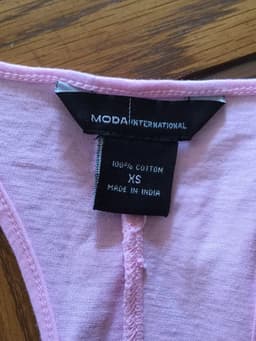 MODA INTERNATIONAL
100% COTTON
XS
MADE IN INDIA